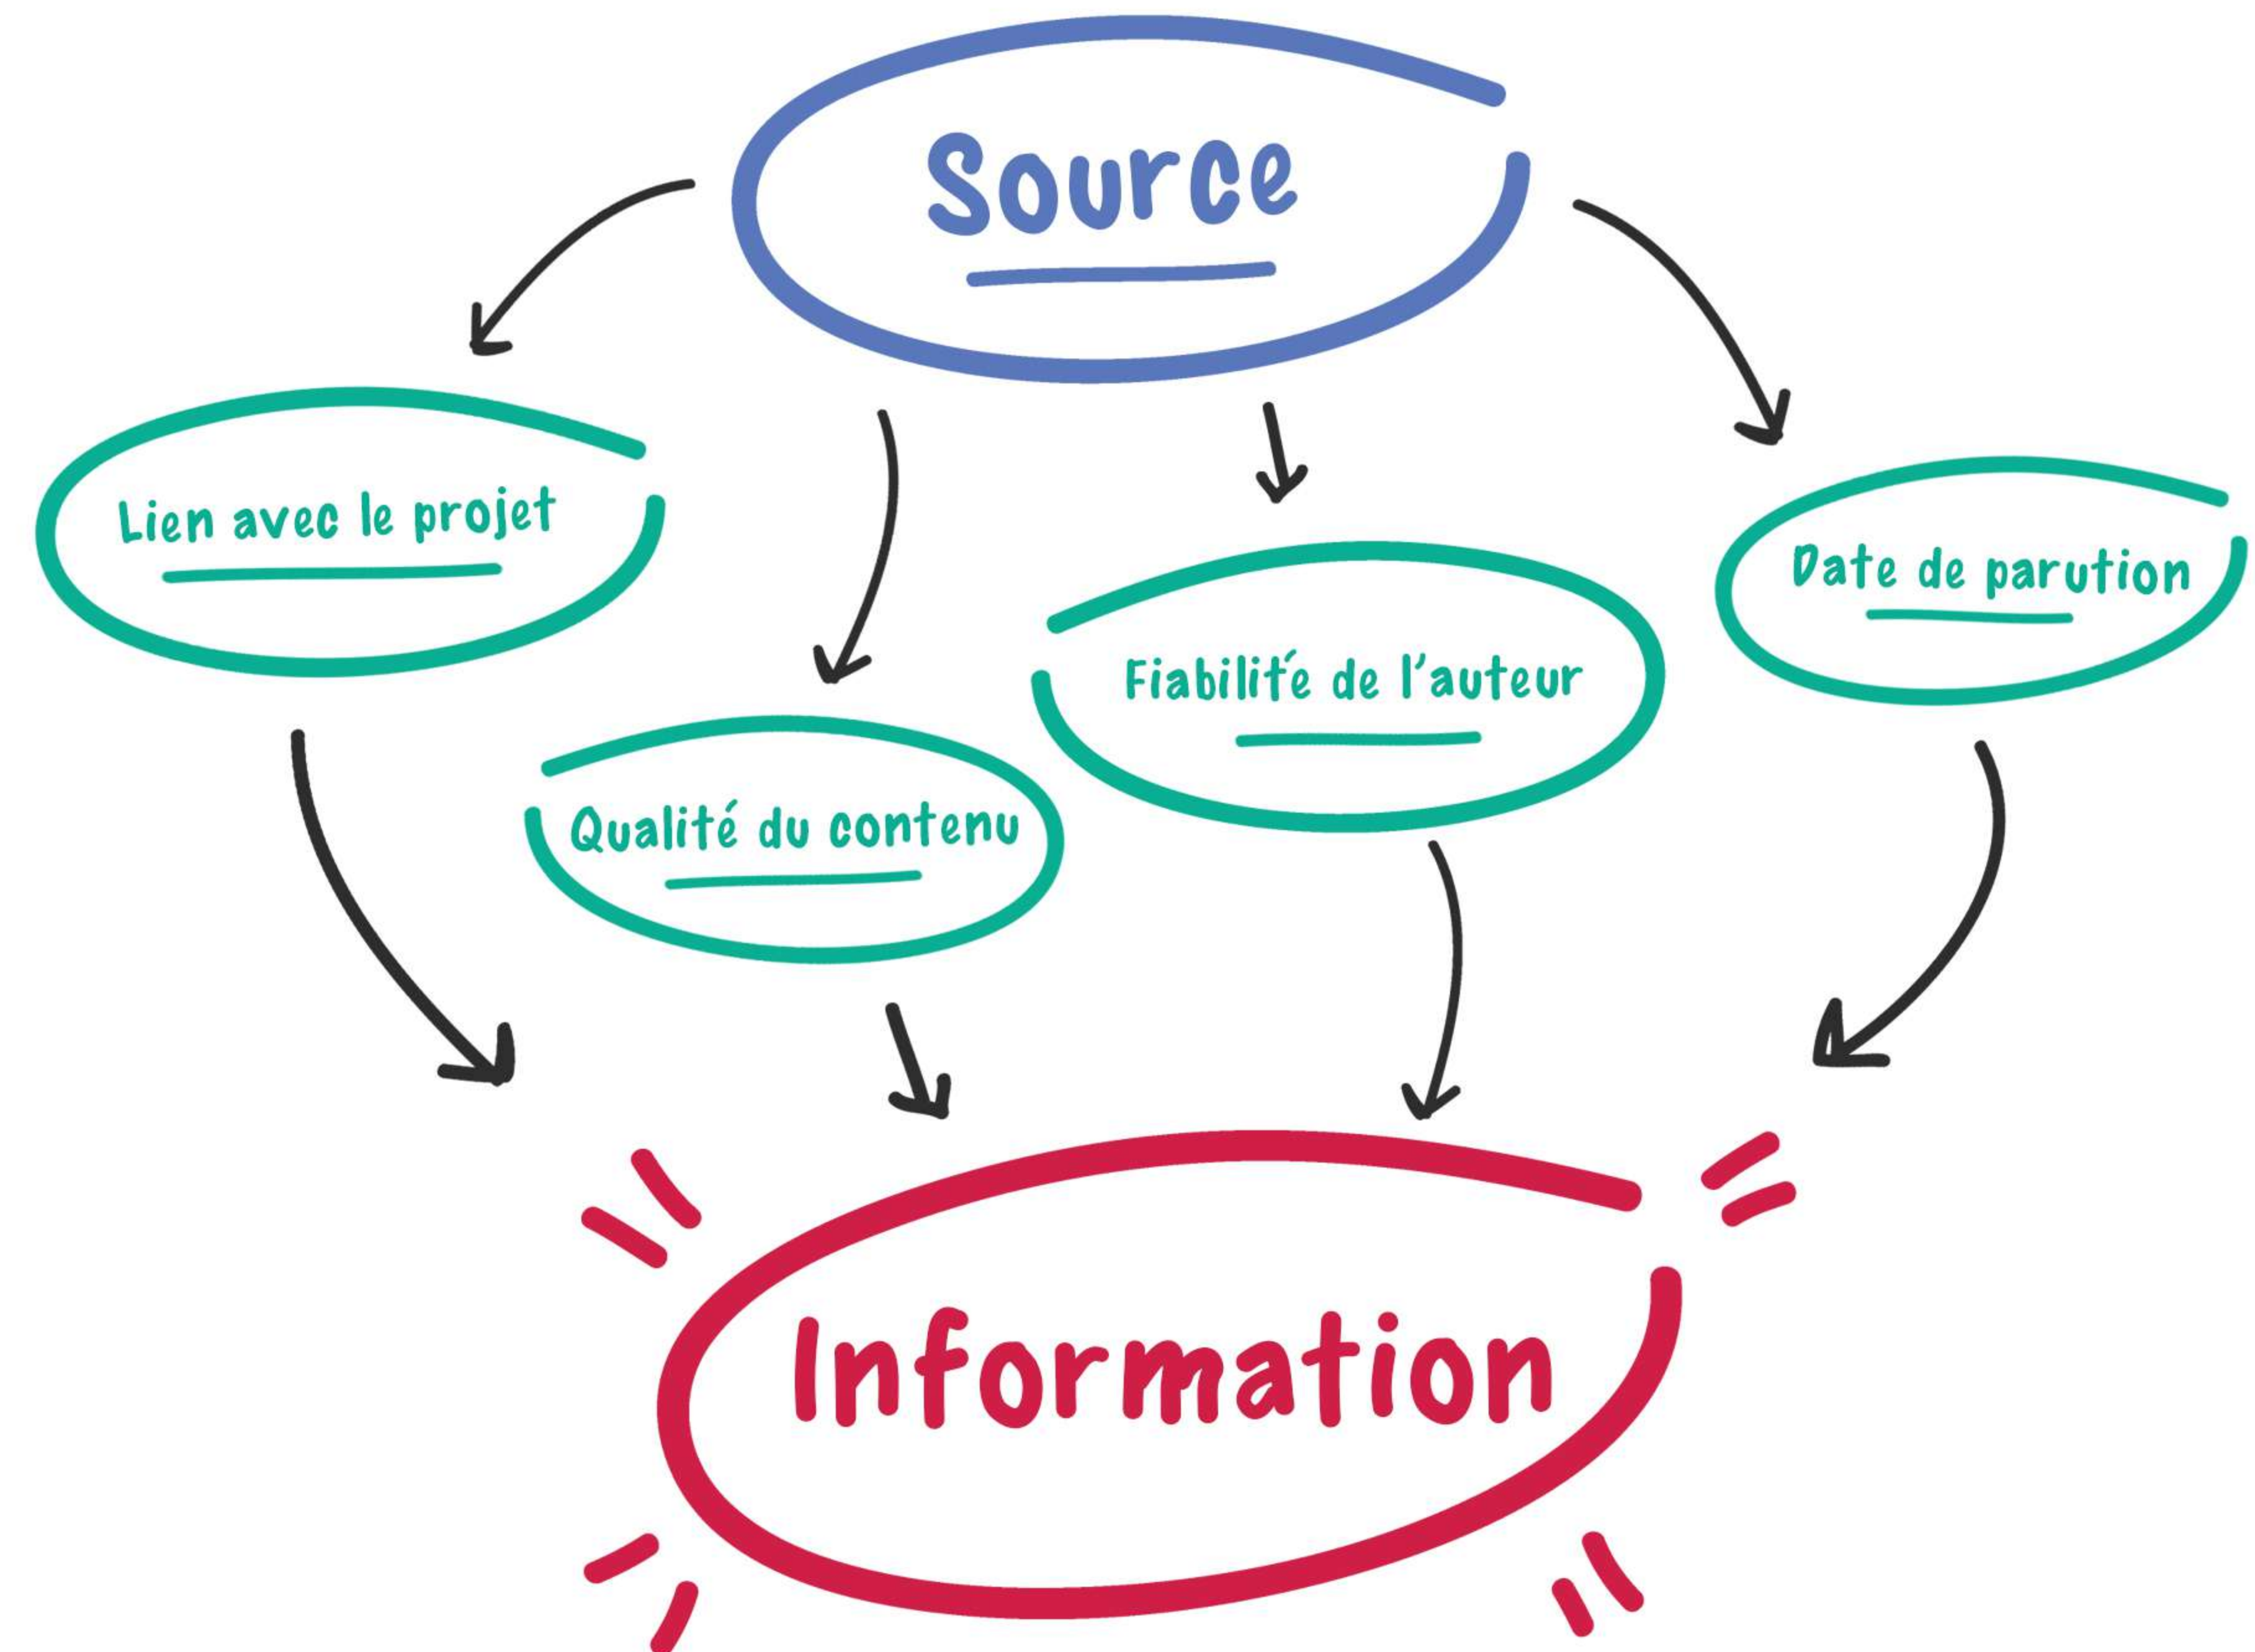 Source
Lien avec le projet
Date de parution
Fiabilité de l'auteur
Qualité du contenu
Information